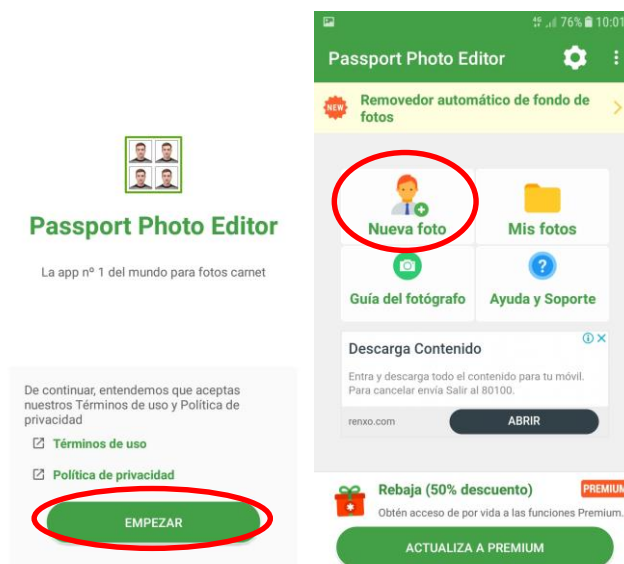 Passport Photo Editor
La app nº 1 del mundo para fotos carnet
De continuar, entendemos que aceptas
nuestros Términos de uso y Política de
privacidad
Términos de uso
Política de privacidad
EMPEZAR
76% 10:01
Passport Photo Editor
NEW
Removedor automático de fondo de
fotos
Nueva foto
Mis fotos
Guía del fotógrafo
Ayuda y Soporte
Descarga Contenido
Entra y descarga todo el contenido para tu móvil.
Para cancelar envía Salir al 80100.
renxo.com
ABRIR
Rebaja (50% descuento)
PREMIUM
Obtén acceso de por vida a las funciones Premium.
ACTUALIZA A PREMIUM